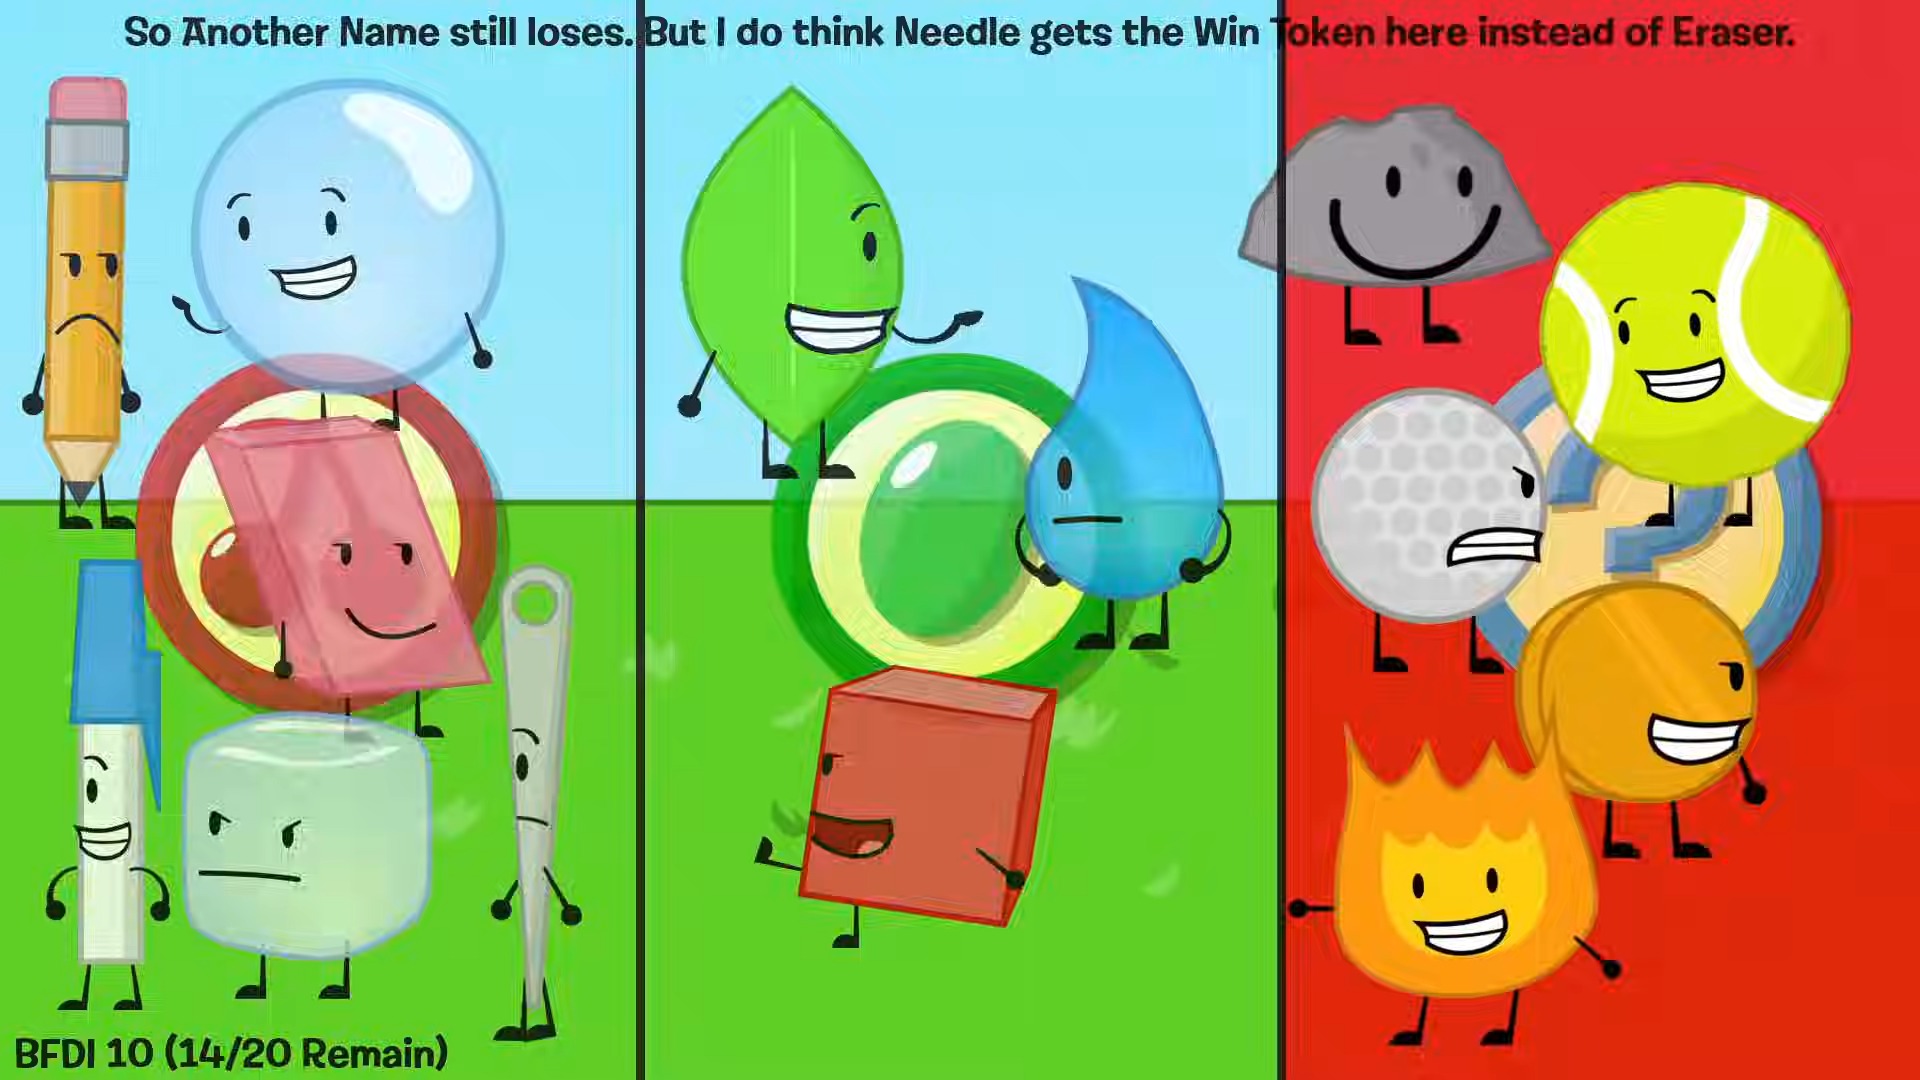 So Another Name still loses. But I do think Needle gets the Win Token here instead of Eraser.
?
BFDI 10 (14/20 Remain)